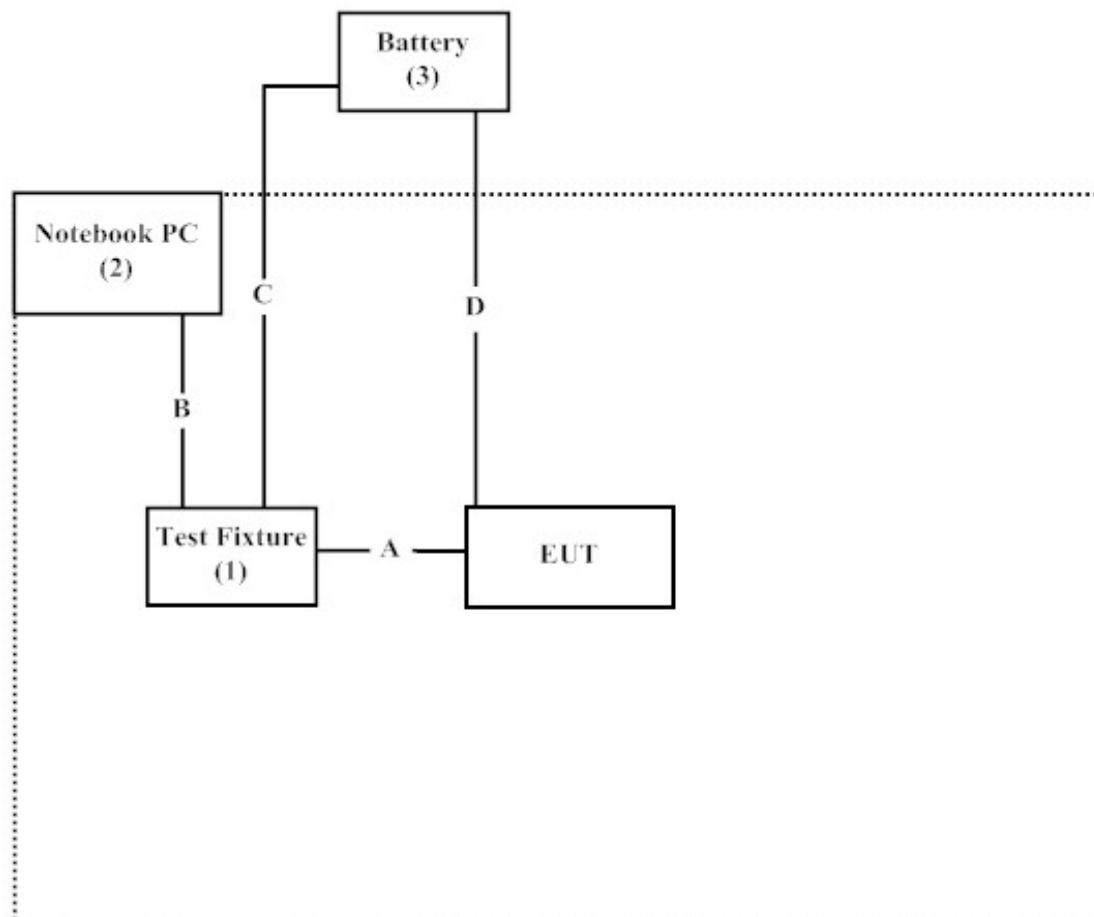 Battery
(3)
Notebook PC
(2)
C
D
B
Test Fixture
(1)
A
EUT